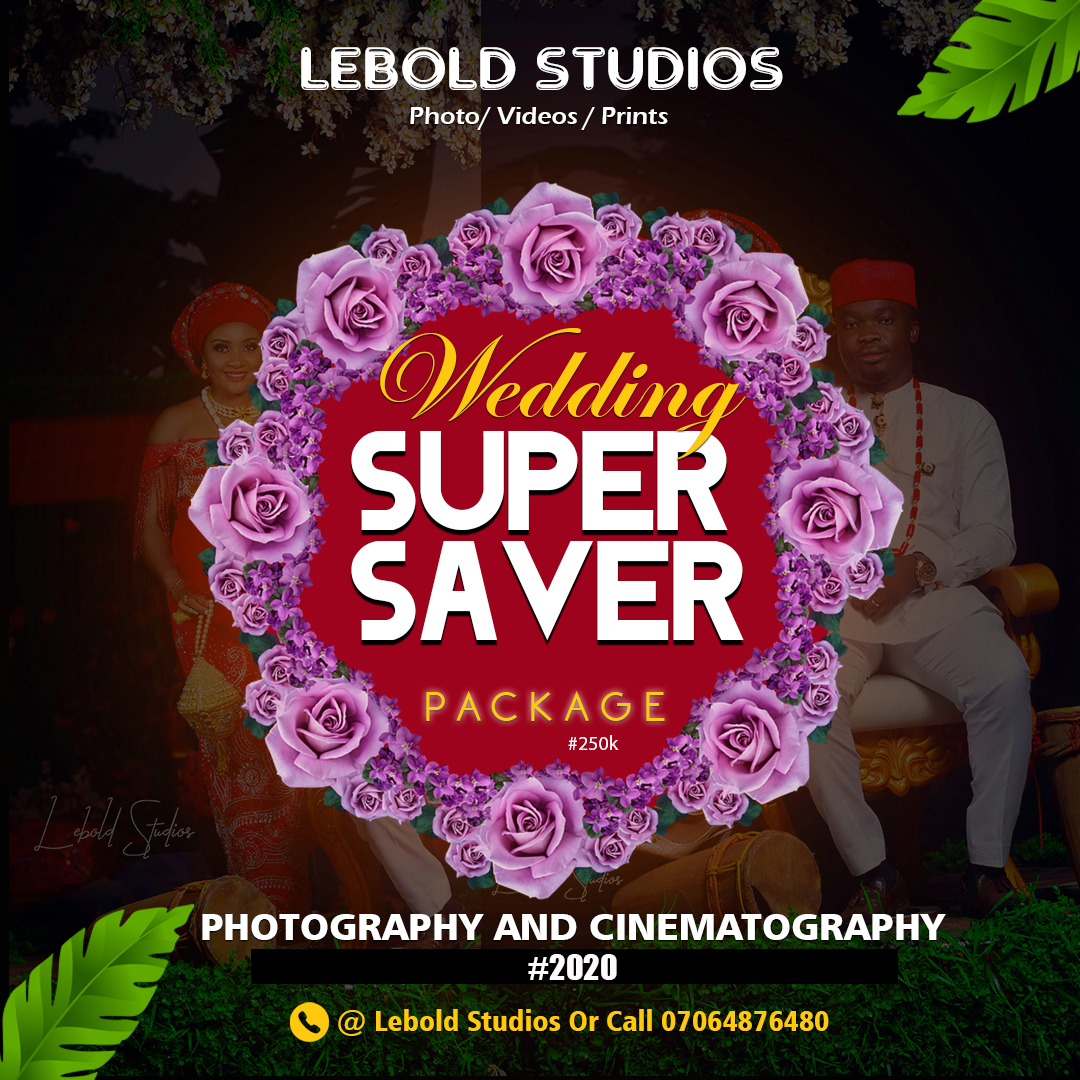 LEBOLD STUDIOS
Photo/ Videos / Prints
Wedding
SUPER
SAVER
PACKAGE
#250k
Lebold Studios
Studios
PHOTOGRAPHY AND CINEMATOGRAPHY
#2020
@ Lebold Studios Or Call 07064876480